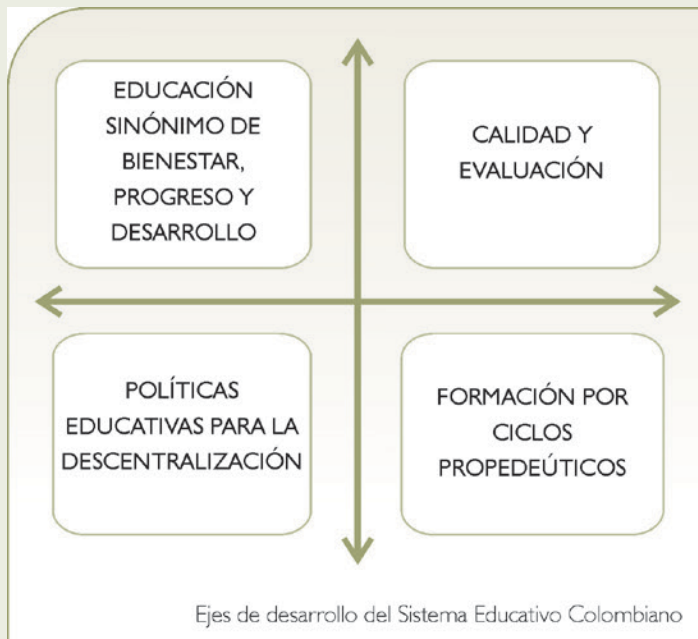 EDUCACIÓN
SINÓNIMO DE
BIENESTAR,
PROGRESO Y
DESARROLLO
CALIDAD Y
EVALUACIÓN
POLÍTICAS
EDUCATIVAS PARA LA
DESCENTRALIZACIÓN
FORMACIÓN POR
CICLOS
PROPEDEÚTICOS
Ejes de desarrollo del Sistema Educativo Colombiano